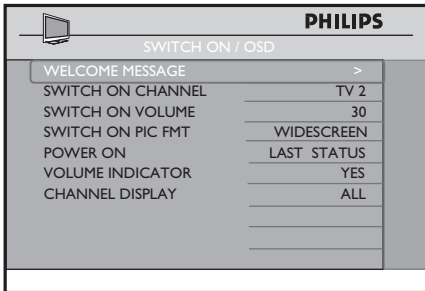 PHILIPS
SWITCH ON / OSD
WELCOME MESSAGE >
SWITCH ON CHANNEL TV 2
SWITCH ON VOLUME 30
SWITCH ON PIC FMT WIDESCREEN
POWER ON LAST STATUS
VOLUME INDICATOR YES
CHANNEL DISPLAY ALL